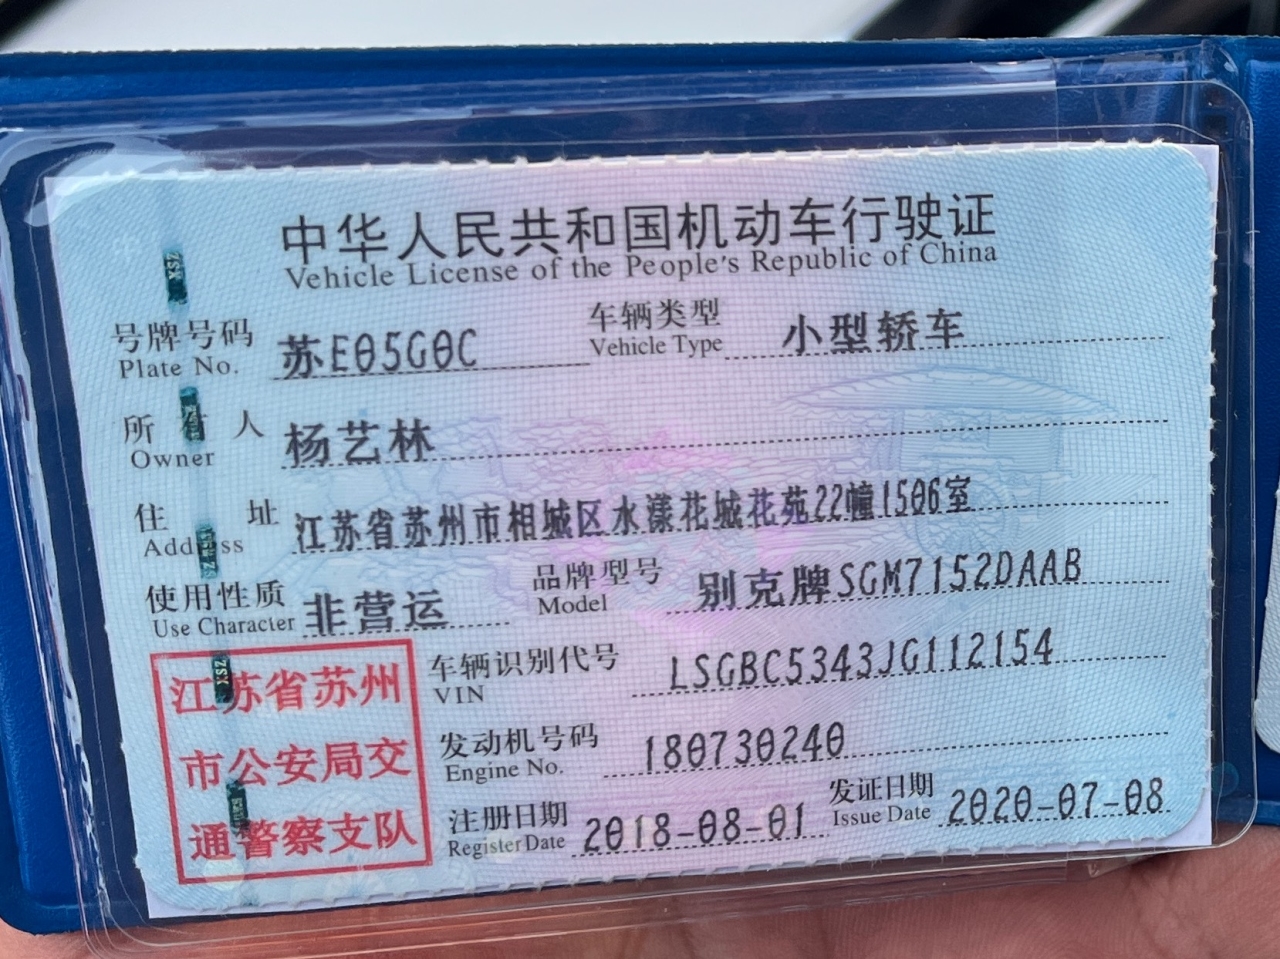 中华人民共和国机动车行驶证
Vehicle License of the People's Republic of China
号牌号码 苏E05G0C 车辆类型 小型轿车
Plate No. Vehicle Type
所有人 杨艺林
Owner
住址 江苏省苏州市相城区水漾花城花苑22幢1506室
Address
使用性质 非营运 品牌型号 别克牌SGM7152DAAB
Use Character Model
车辆识别代号 LSGBC5343JG112154
VIN
发动机号码 180730240
Engine No.
注册日期 2018-08-01 发证日期 2020-07-08
Register Date Issue Date
江苏省苏州
市公安局交
通警察支队